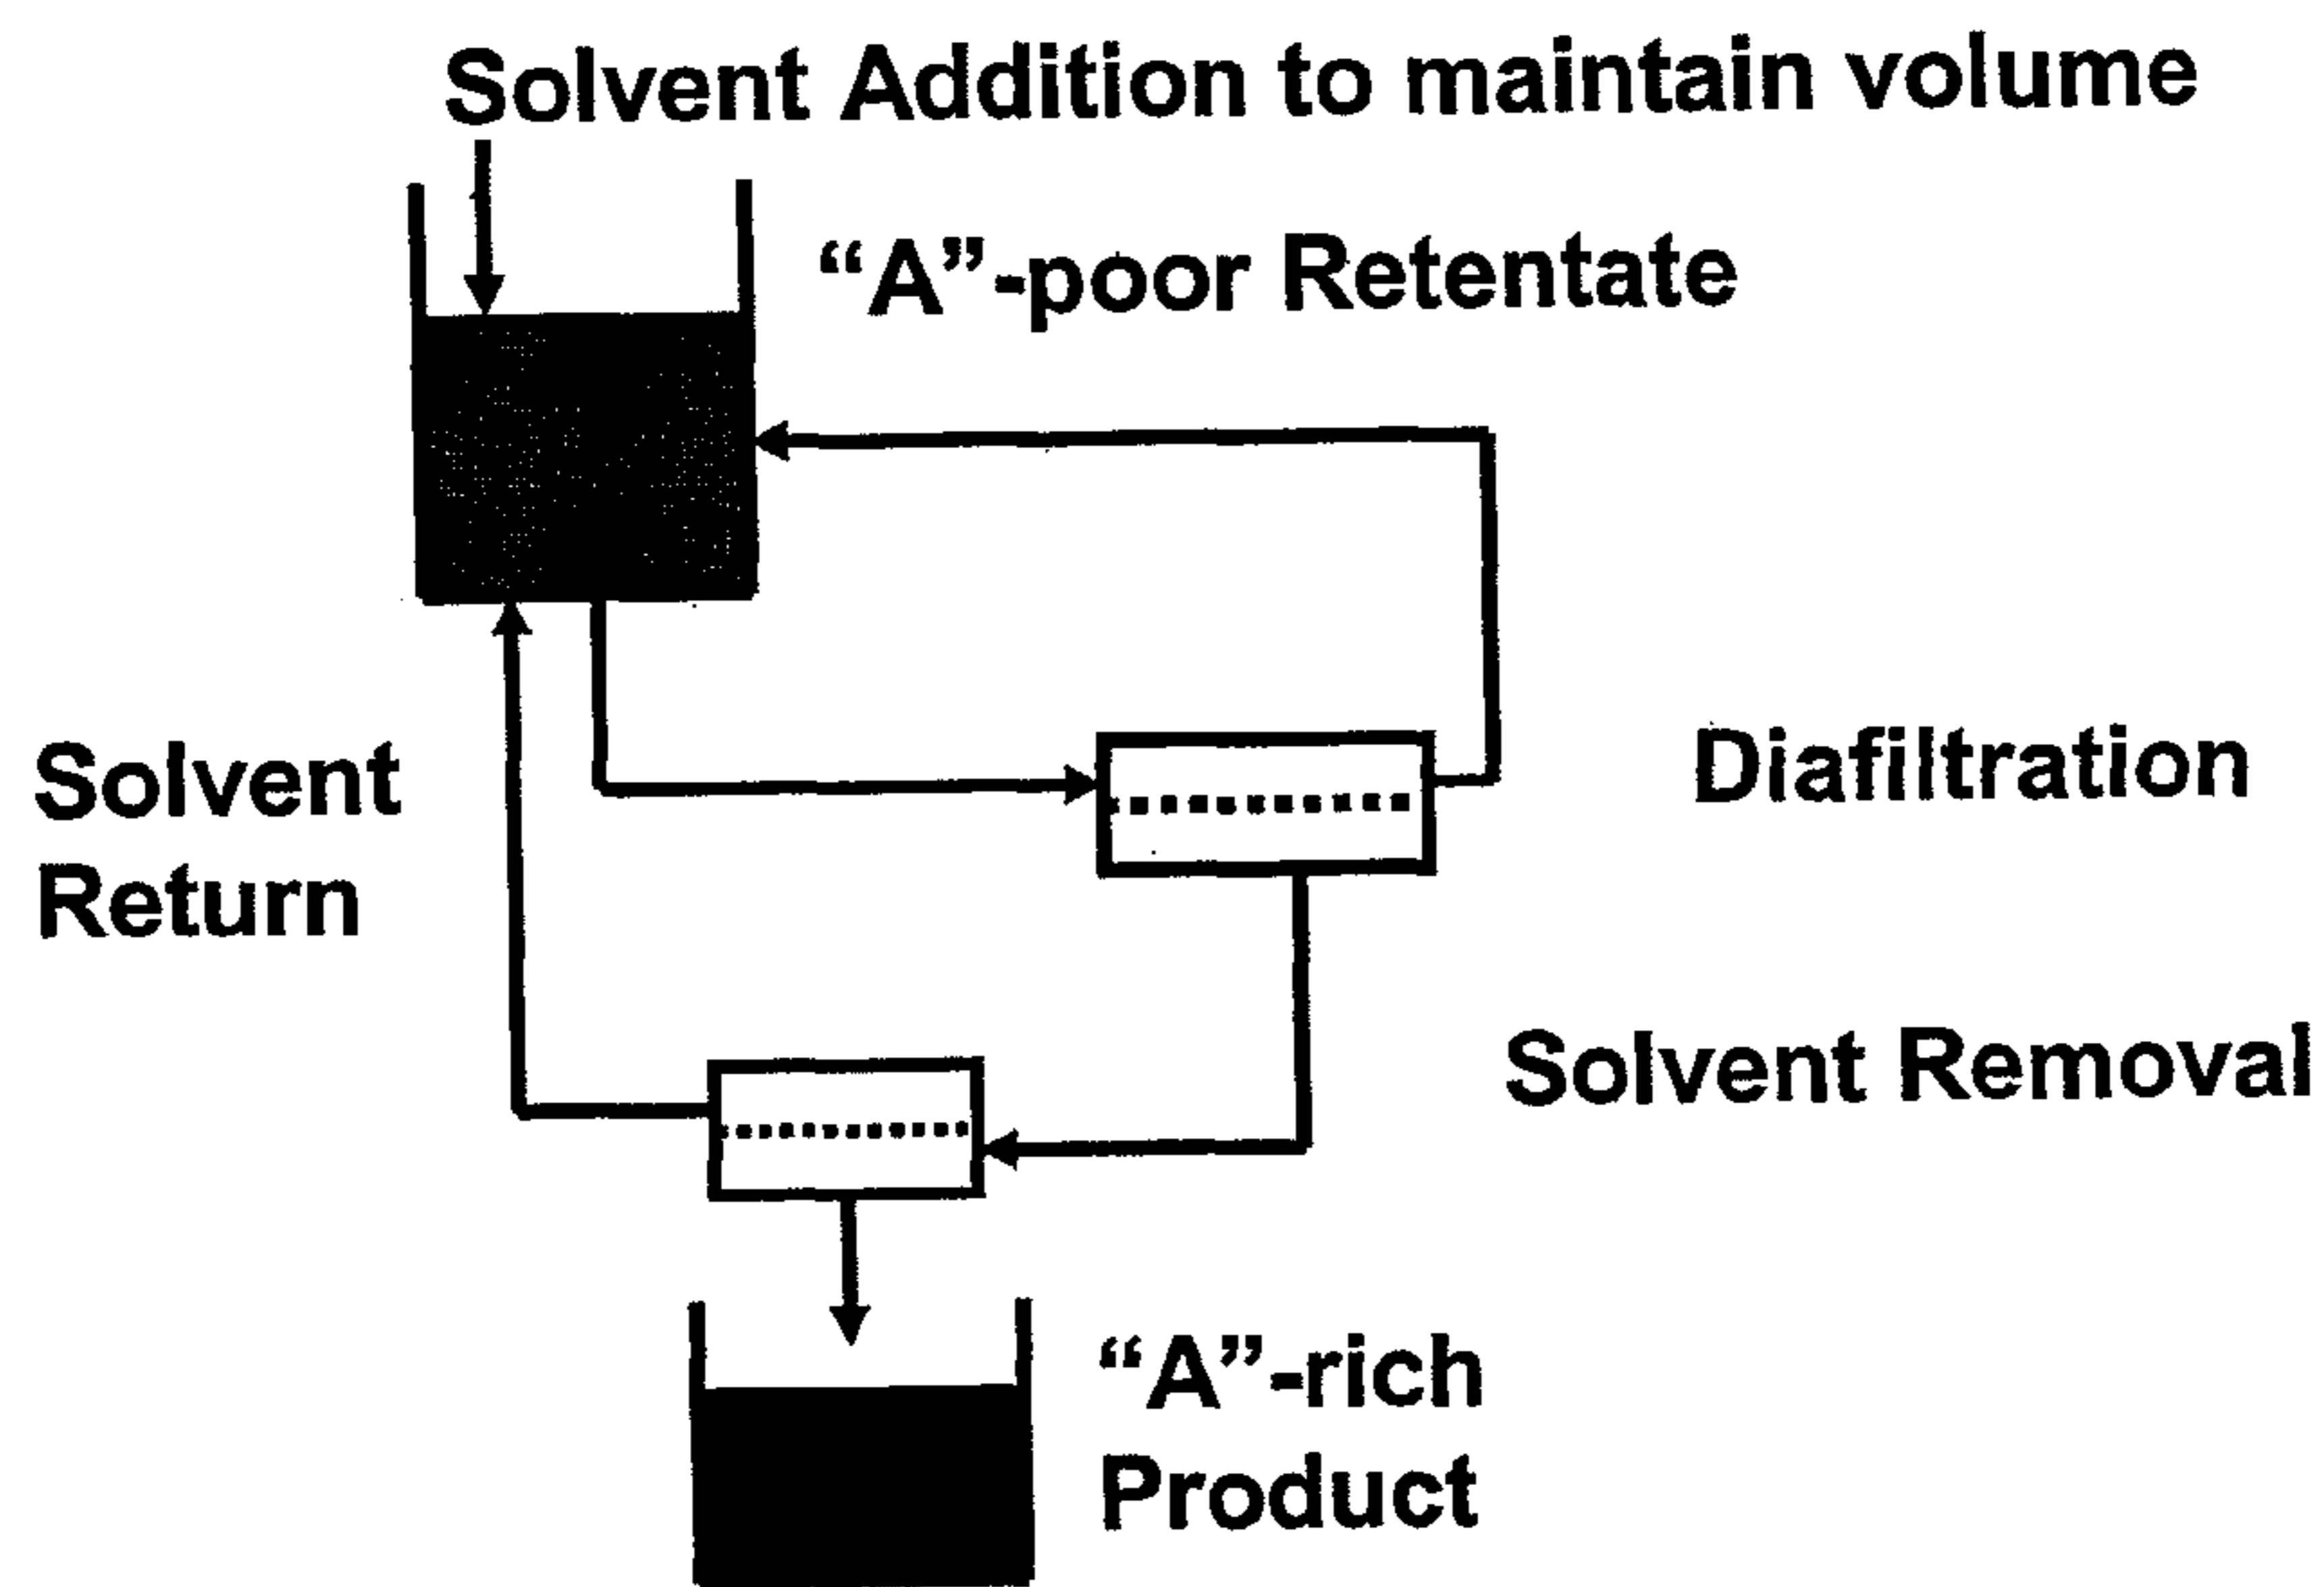 Solvent Addition to maintain volume
“A”-poor Retentate
Solvent
Return
Diafiltration
Solvent Removal
“A”-rich
Product